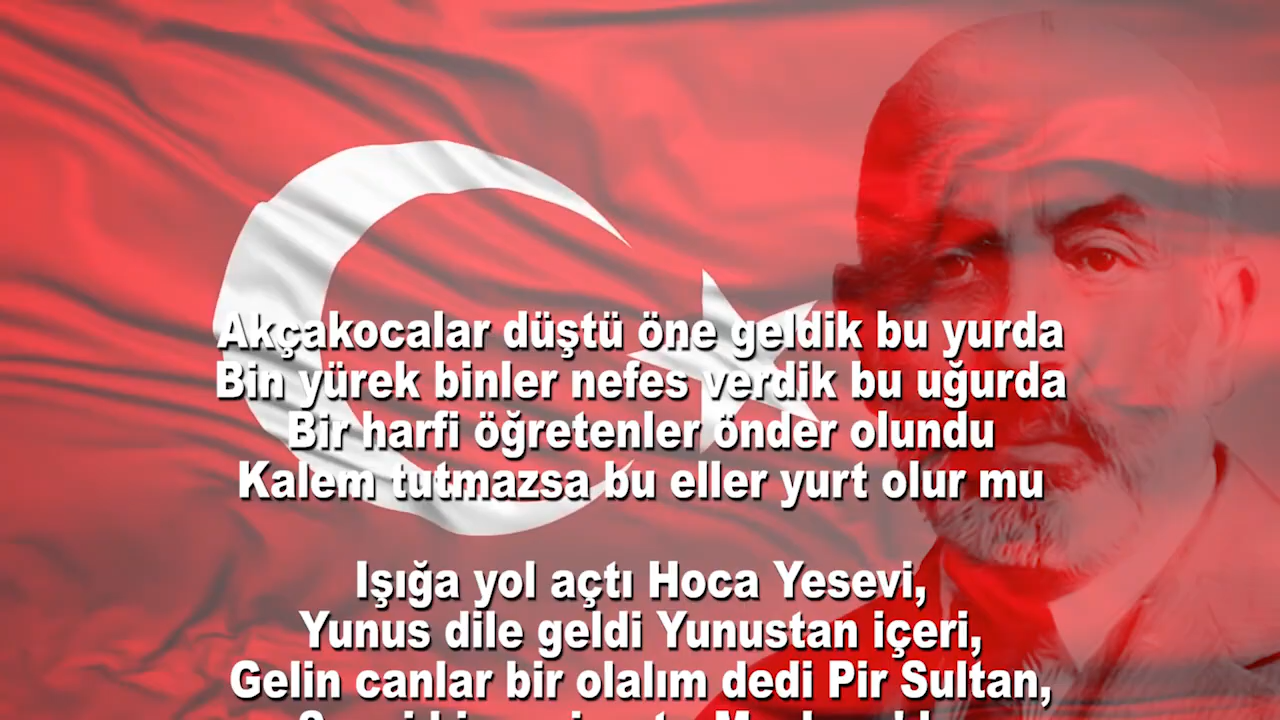 Akçakocalar düştü öne geldik bu yurda
Bin yürek binler nefes verdik bu uğurda
Bir harfi öğretenler önder olundu
Kalem tutmazsa bu eller yurt olur mu
Işığa yol açtı Hoca Yesevi,
Yunus dile geldi Yunustan içeri,
Gelin canlar bir olalım dedi Pir Sultan,